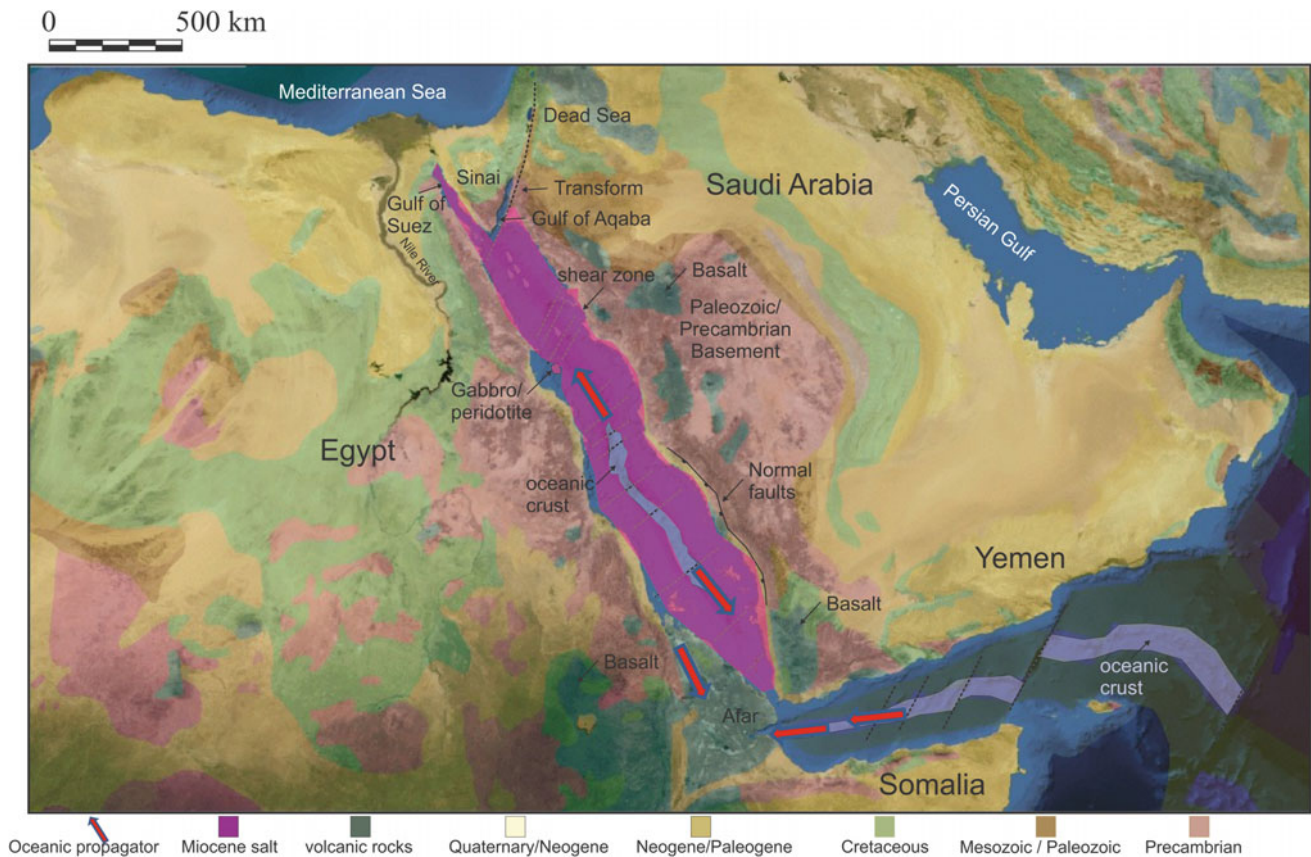 0 500 km
Mediterranean Sea
Dead Sea
Sinai
Transform
Saudi Arabia
Gulf of
Suez
Gulf of Aqaba
Nile River
Persian Gulf
shear zone
Basalt
Paleozoic/
Precambrian
Basement
Gabbro/
peridotite
Egypt
oceanic
crust
Normal
faults
Yemen
Basalt
oceanic
crust
Basalt
Afar
Somalia
Oceanic propagator
Miocene salt
volcanic rocks
Quaternary/Neogene
Neogene/Paleogene
Cretaceous
Mesozoic / Paleozoic
Precambrian